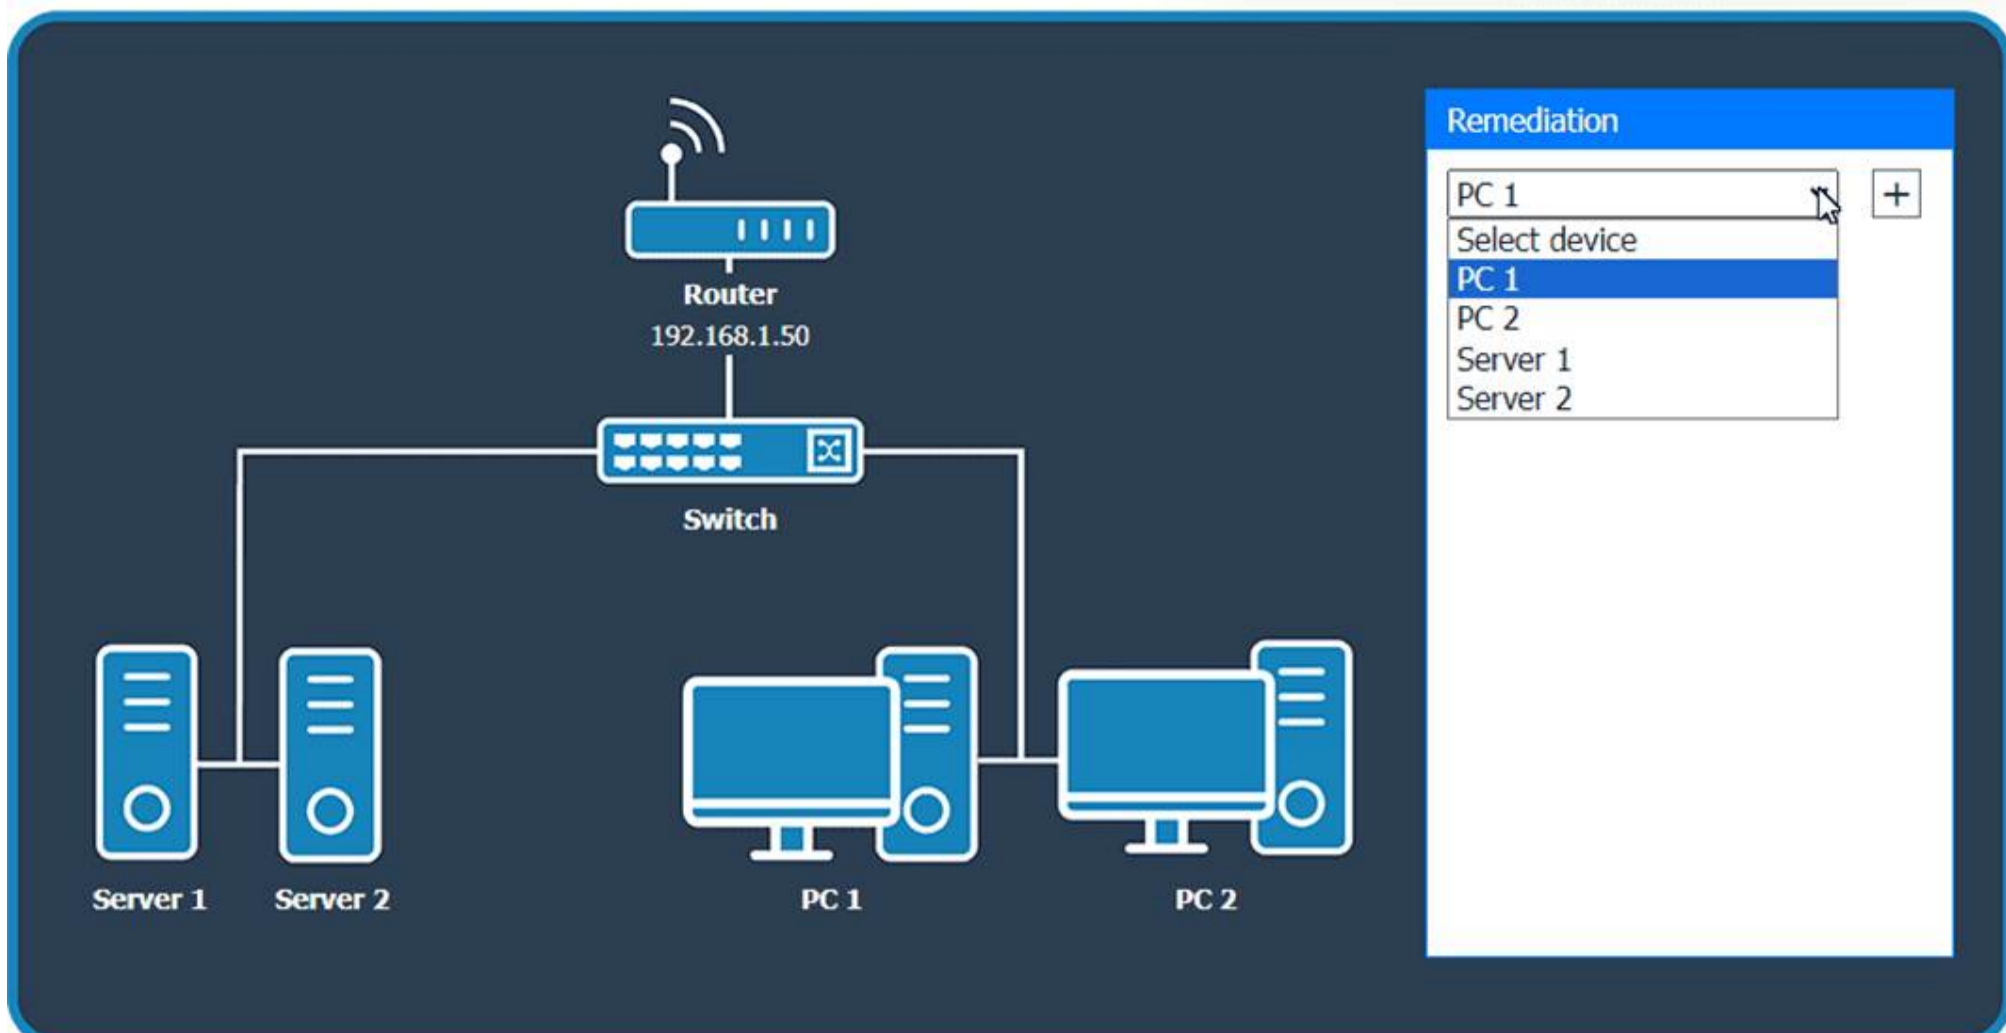 Router
192.168.1.50
Switch
Server 1
Server 2
PC 1
PC 2
Remediation
PC 1
+
Select device
PC 1
PC 2
Server 1
Server 2